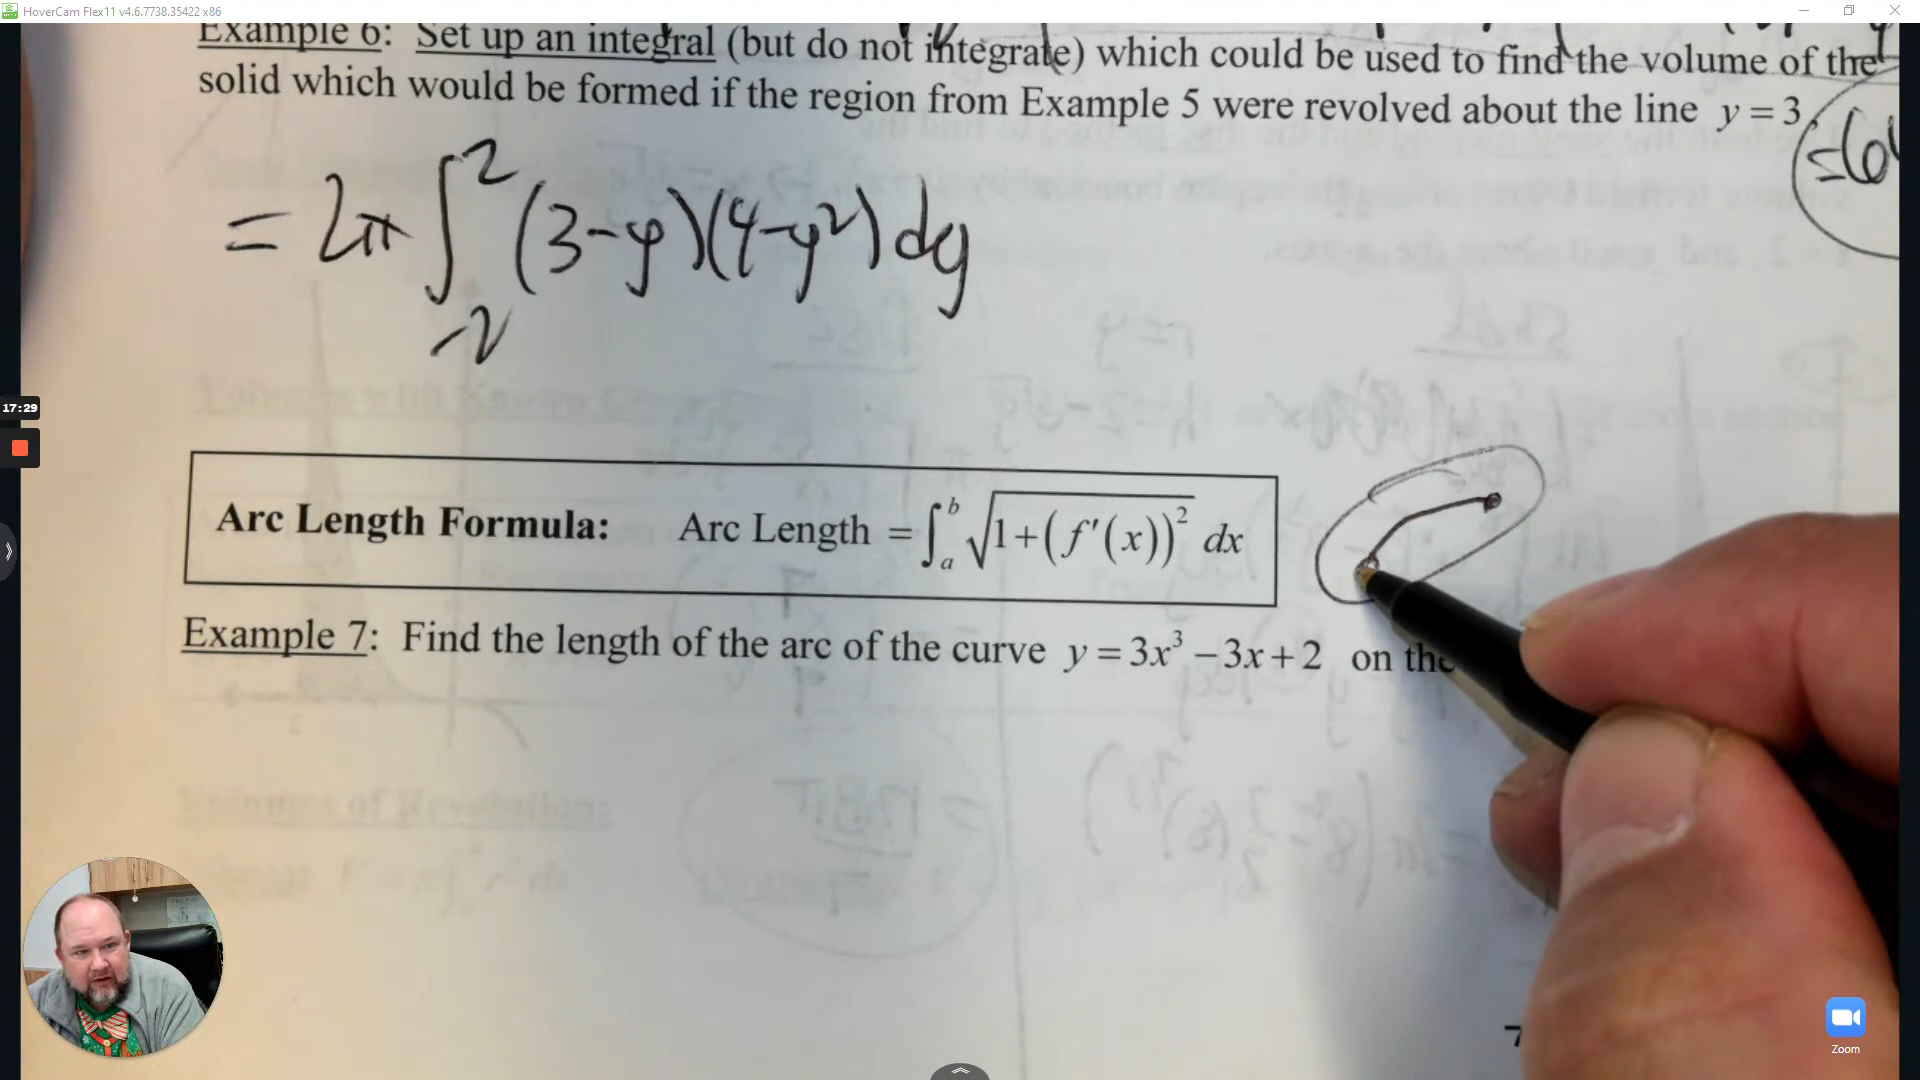 HoverCam Flex11 v4.6.7738.35422 x86
Example 6: Set up an integral (but do not integrate) which could be used to find the volume of the
solid which would be formed if the region from Example 5 were revolved about the line y = 3.
= 2π ∫_{-2}^{2} (3-y)(4-y²) dy
17:29
Arc Length Formula: Arc Length = ∫_a^b √(1+(f'(x))²) dx
Example 7: Find the length of the arc of the curve y = 3x³ − 3x + 2 on the
7
Zoom